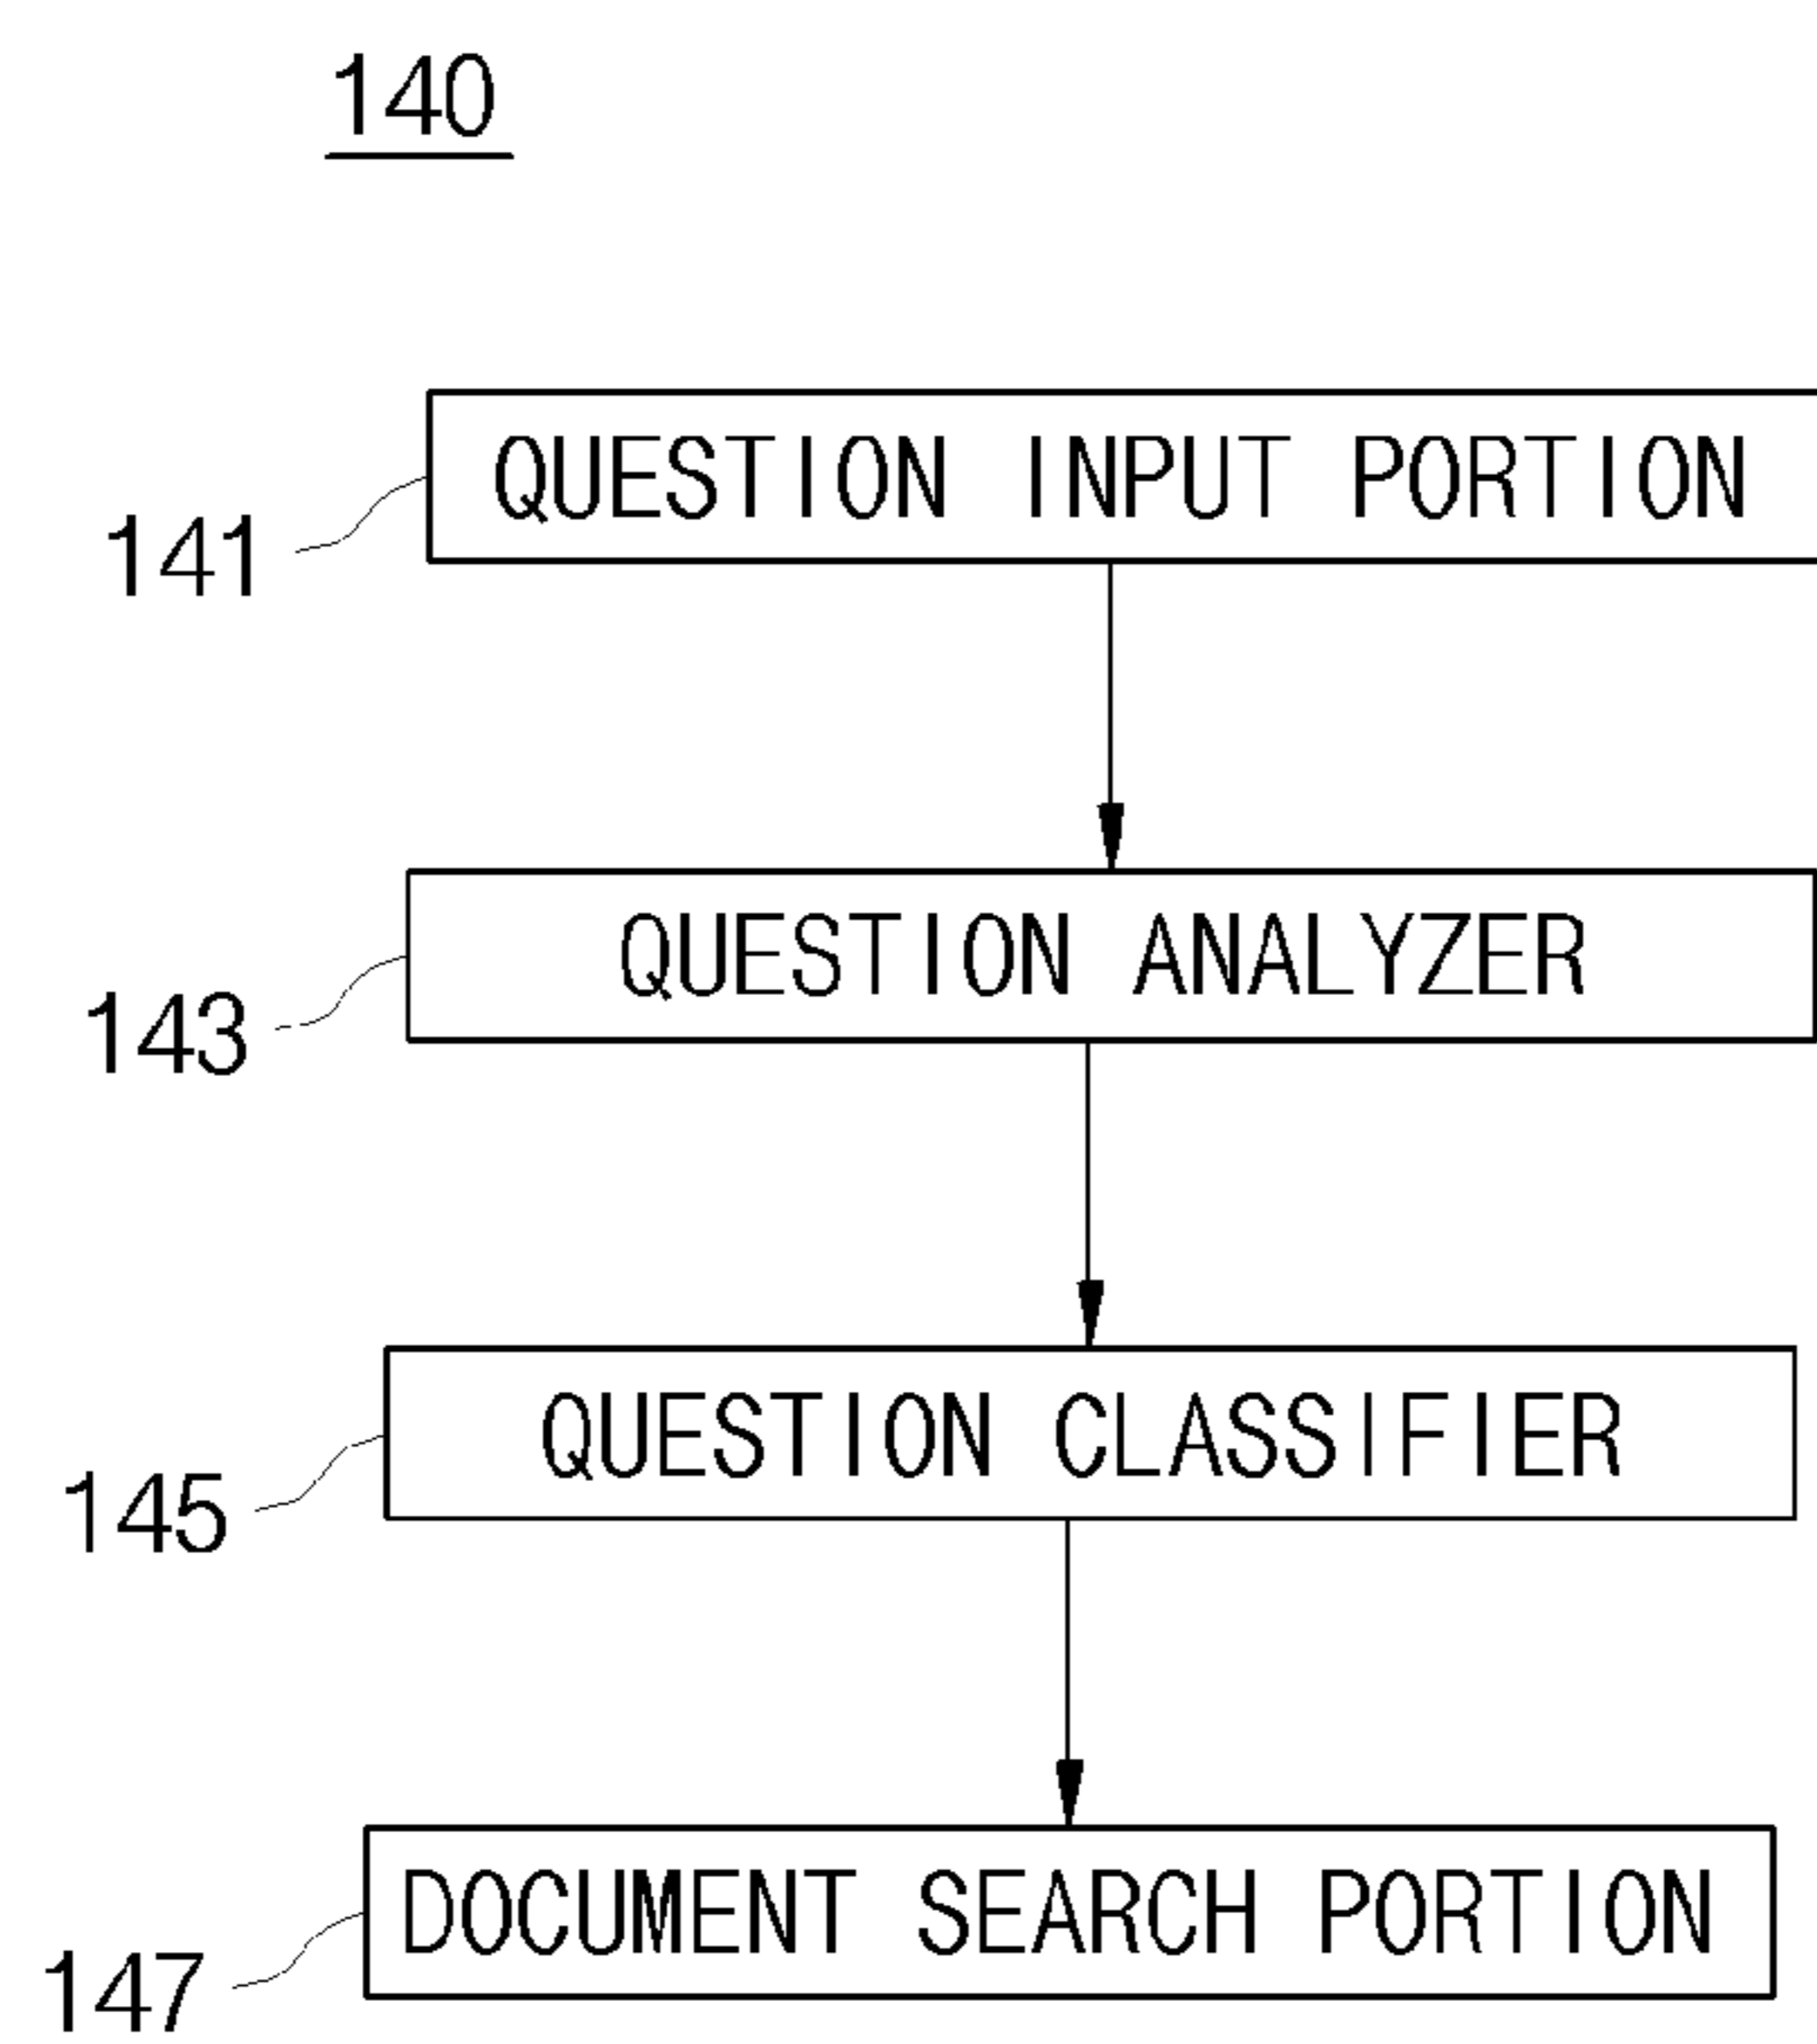 140
QUESTION INPUT PORTION
141
QUESTION ANALYZER
143
QUESTION CLASSIFIER
145
DOCUMENT SEARCH PORTION
147